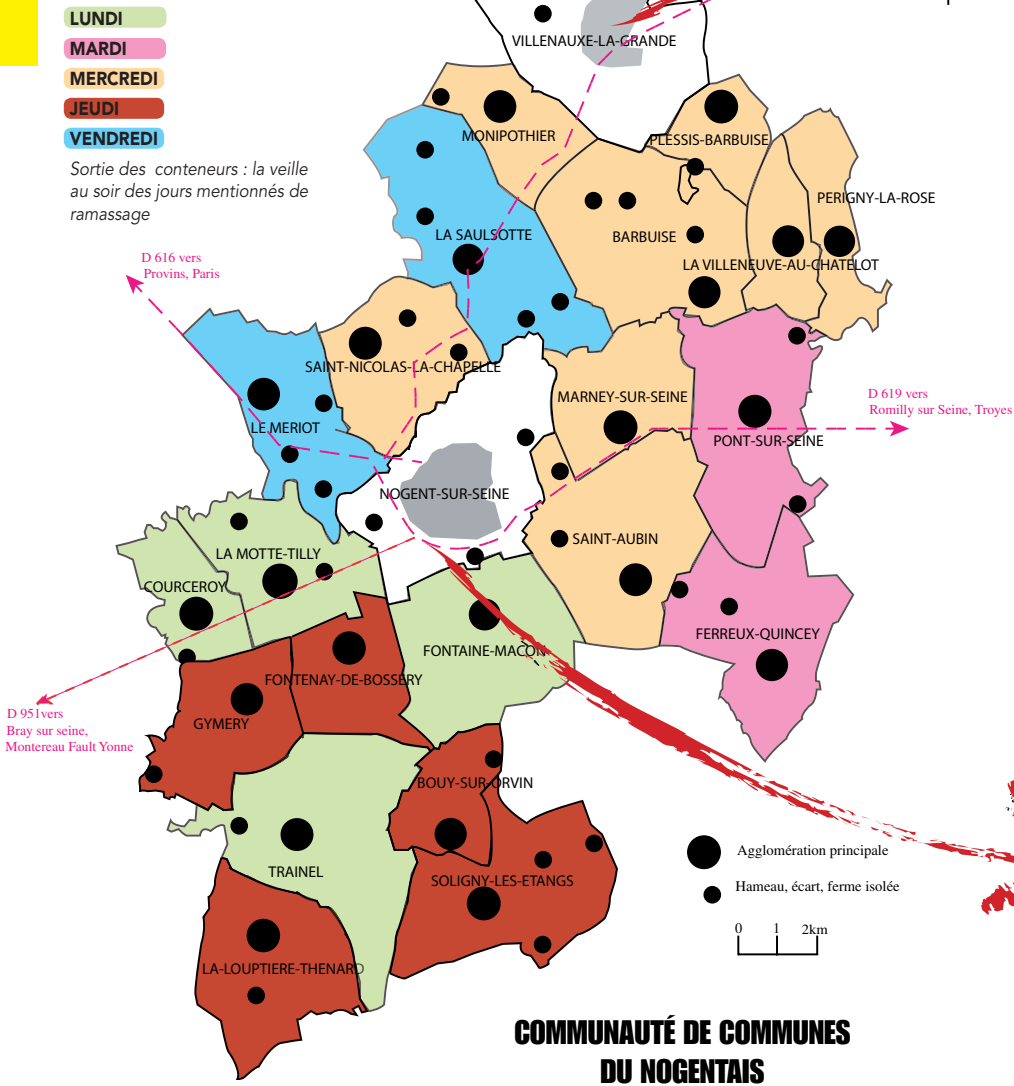 LUNDI
MARDI
MERCREDI
JEUDI
VENDREDI
Sortie des conteneurs : la veille
au soir des jours mentionnés de
ramassage
VILLENAUXE-LA-GRANDE
MONIPOTHIER
PLESSIS-BARBUISE
PERIGNY-LA-ROSE
LA SAULSOTTE
BARBUISE
LA VILLENEUVE-AU-CHATELOT
D 616 vers
Provins, Paris
SAINT-NICOLAS-LA-CHAPELLE
MARNEY-SUR-SEINE
D 619 vers
Romilly sur Seine, Troyes
LE MERIOT
PONT-SUR-SEINE
NOGENT-SUR-SEINE
SAINT-AUBIN
LA MOTTE-TILLY
COURCEROY
FERREUX-QUINCEY
FONTAINE-MACON
FONTENAY-DE-BOSSERY
D 951vers
Bray sur seine,
Montereau Fault Yonne
GYMERY
BOUY-SUR-ORVIN
TRAINEL
SOLIGNY-LES-ETANGS
LA-LOUPTIERE-THENARD
Agglomération principale
Hameau, écart, ferme isolée
0 1 2km
COMMUNAUTÉ DE COMMUNES
DU NOGENTAIS